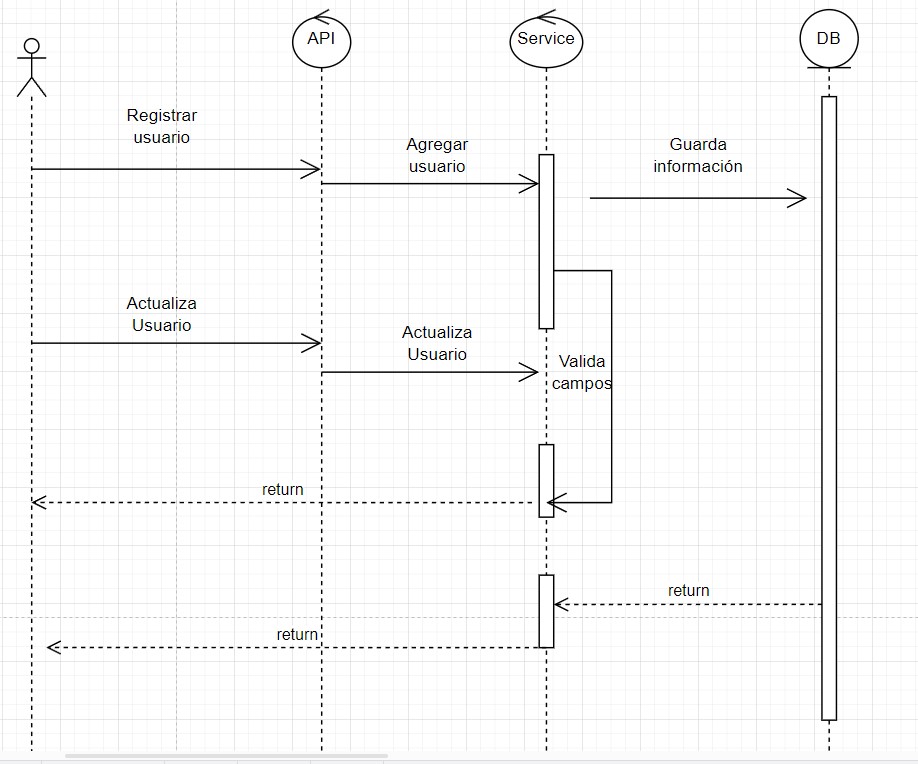 API
Service
DB
Registrar
usuario
Agregar
usuario
Guarda
información
Actualiza
Usuario
Actualiza
Usuario
Valida
campos
return
return
return